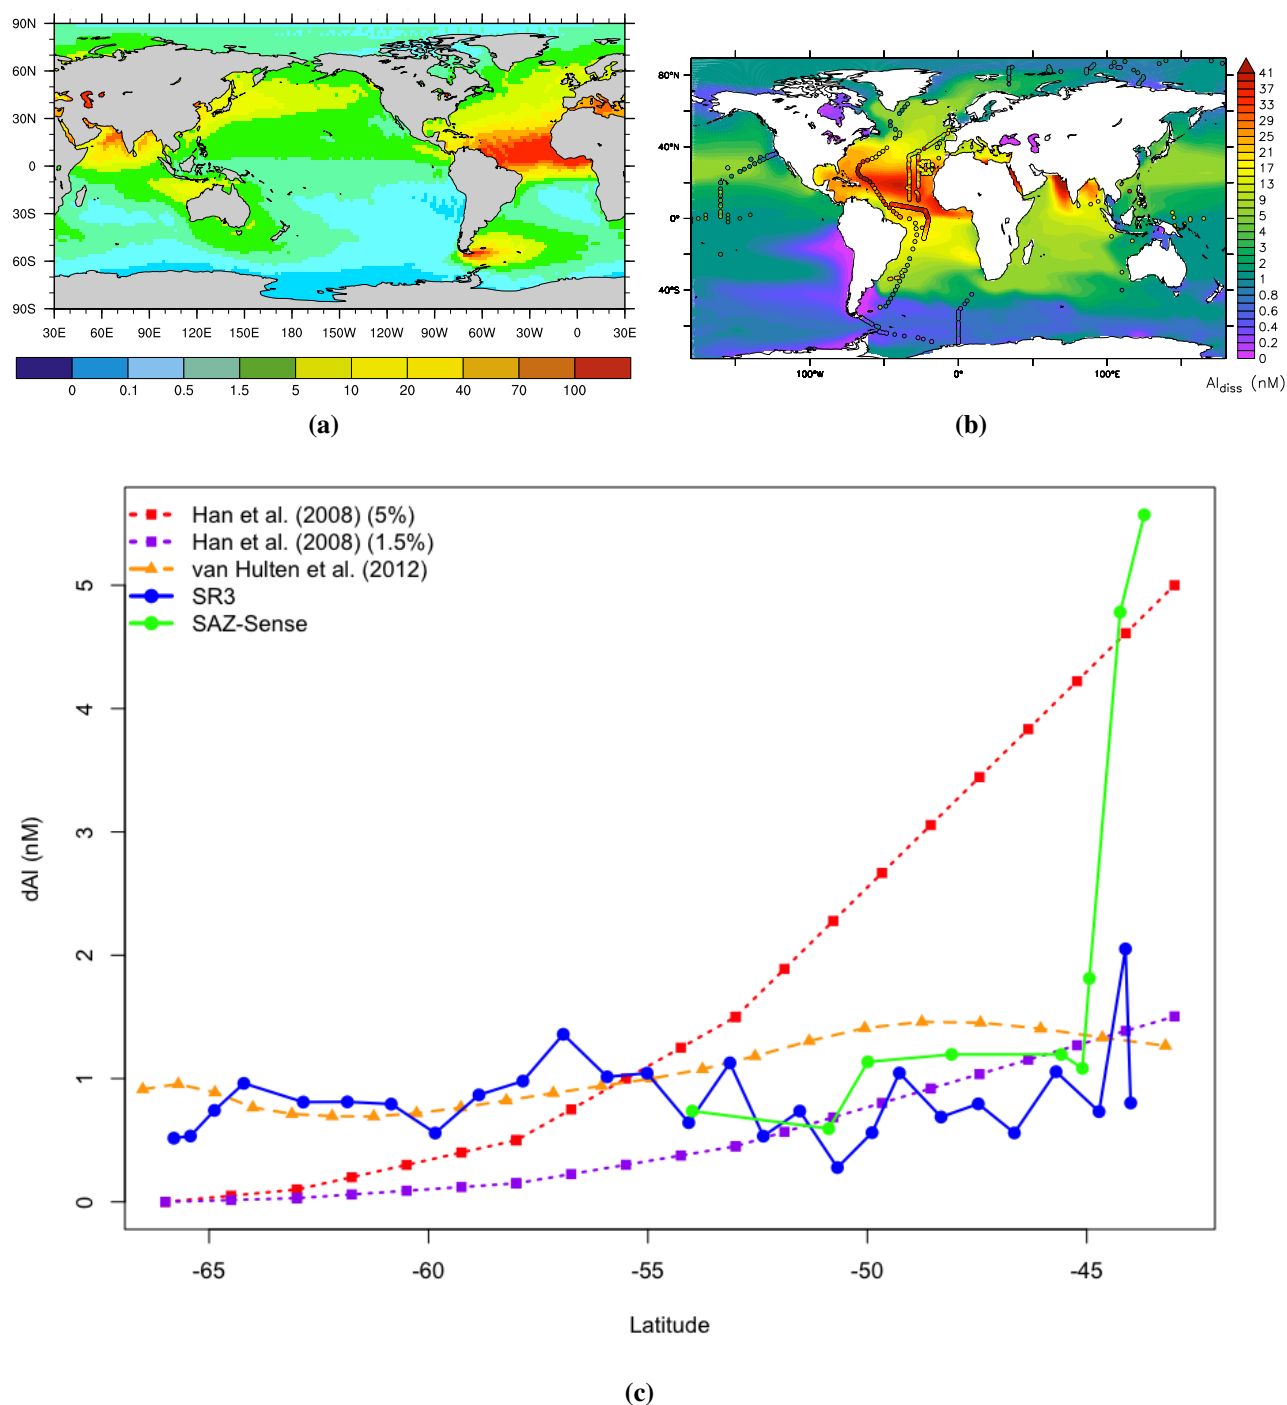 90N
60N
30N
0
30S
60S
90S
30E 60E 90E 120E 150E 180 150W 120W 90W 60W 30W 0 30E
0 0.1 0.5 1.5 5 10 20 40 70 100
(a)
80°N
40°N
0°
40°S
100°W 0° 100°E
41
37
33
29
25
21
17
13
9
5
4
3
2
1
0.8
0.6
0.4
0.2
0
Al_diss (nM)
(b)
Han et al. (2008) (5%)
Han et al. (2008) (1.5%)
van Hulten et al. (2012)
SR3
SAZ-Sense
dAl (nM)
5
4
3
2
1
0
-65 -60 -55 -50 -45
Latitude
(c)